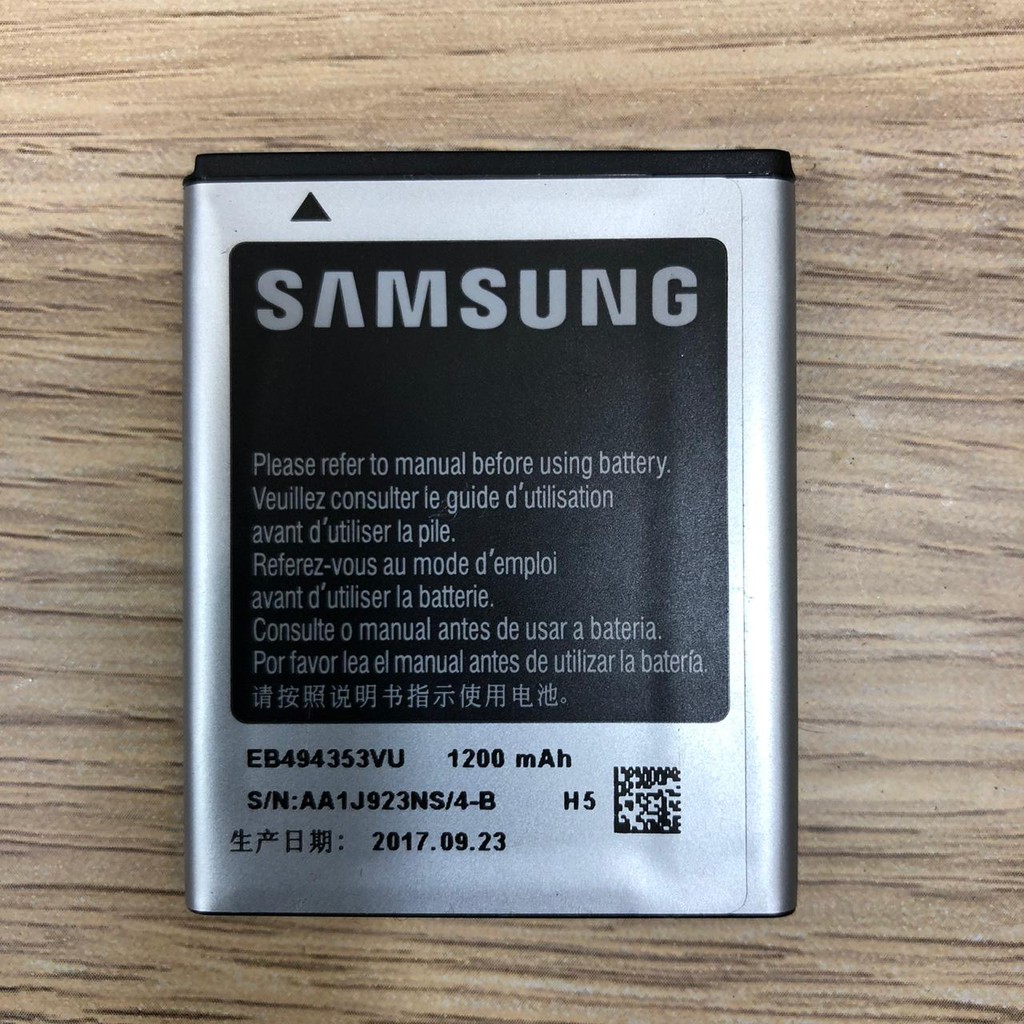 SAMSUNG
Please refer to manual before using battery.
Veuillez consulter le guide d'utilisation
avant d'utiliser la pile.
Referez-vous au mode d'emploi
avant d'utiliser la batterie.
Consulte o manual antes de usar a bateria.
Por favor lea el manual antes de utilizar la batería.
请按照说明书指示使用电池。
EB494353VU 1200 mAh
S/N:AA1J923NS/4-B H5
生产日期: 2017.09.23